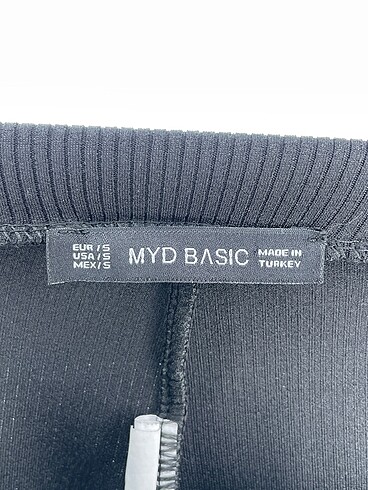 EUR/S
USA/S
MEX/S
MYD BASIC
MADE IN
TURKEY